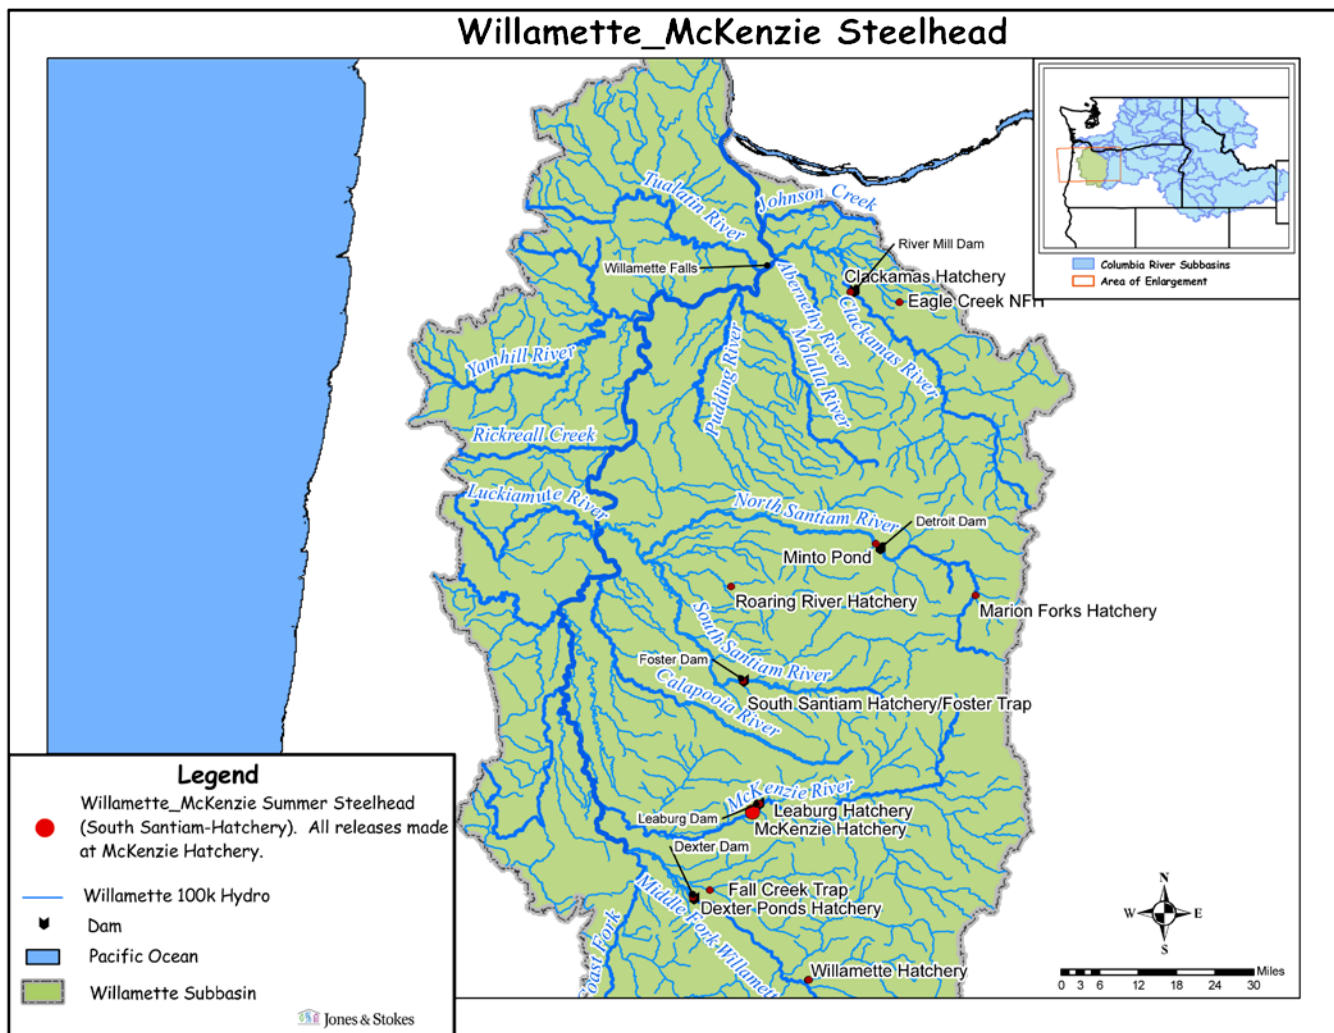 Willamette_McKenzie Steelhead
Columbia River Subbasins
Area of Enlargement
Tualatin River
Johnson Creek
River Mill Dam
Willamette Falls
Clackamas Hatchery
Eagle Creek NFH
Abernethy River
Clackamas River
Molalla River
Pudding River
Yamhill River
Rickreall Creek
Luckiamute River
North Santiam River
Detroit Dam
Minto Pond
Roaring River Hatchery
Marion Forks Hatchery
South Santiam River
Foster Dam
South Santiam Hatchery/Foster Trap
Calapooia River
McKenzie River
Leaburg Hatchery
Leaburg Dam
McKenzie Hatchery
Dexter Dam
Fall Creek Trap
Dexter Ponds Hatchery
Middle Fork Willamett
Coast Fork
Willamette Hatchery
N
W
E
S
Miles
0 3 6 12 18 24 30
Legend
Willamette_McKenzie Summer Steelhead
(South Santiam-Hatchery). All releases made
at McKenzie Hatchery.
Willamette 100k Hydro
Dam
Pacific Ocean
Willamette Subbasin
Jones & Stokes